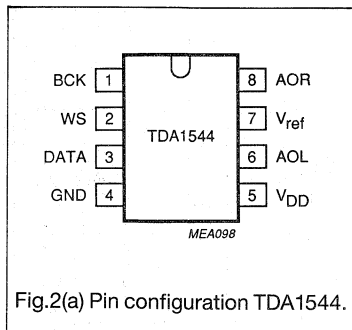 BCK 1 8 AOR
WS 2 7 Vref
TDA1544
DATA 3 6 AOL
GND 4 5 VDD
MEA098
Fig.2(a) Pin configuration TDA1544.